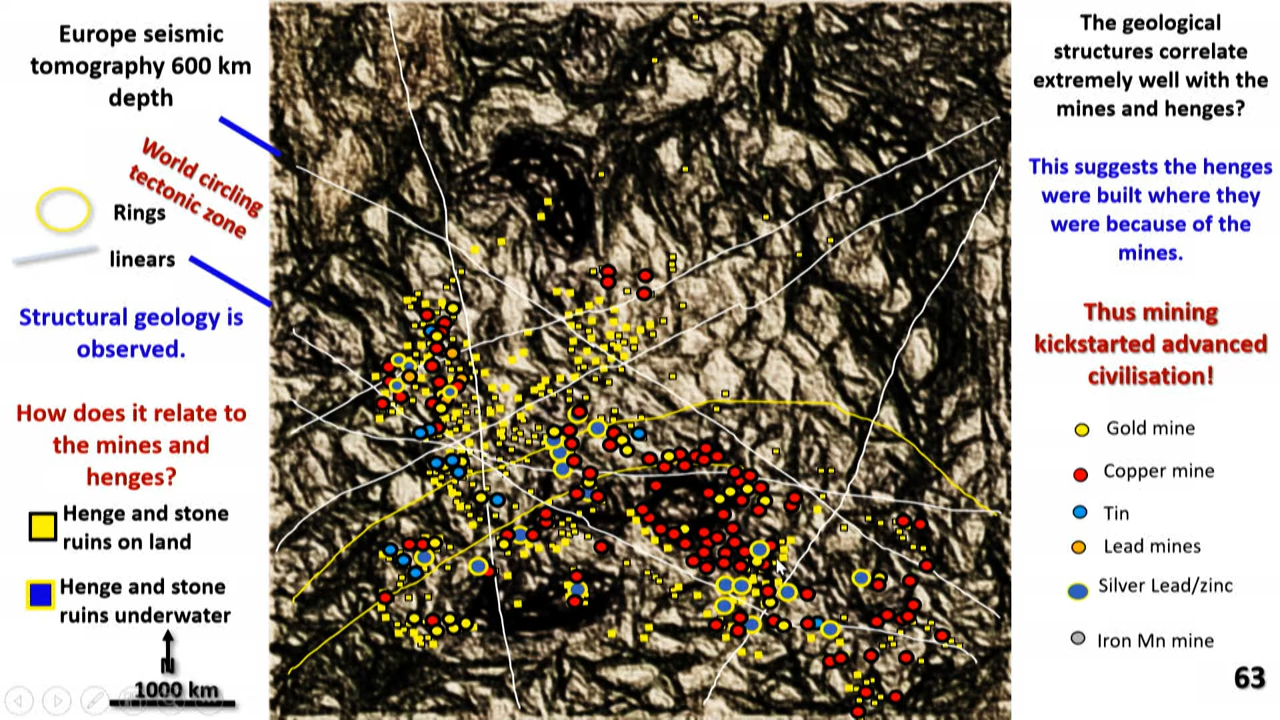 Europe seismic
tomography 600 km
depth
World circling
tectonic zone
Rings
linears
Structural geology is
observed.
How does it relate to
the mines and
henges?
Henge and stone
ruins on land
Henge and stone
ruins underwater
N
1000 km
The geological
structures correlate
extremely well with the
mines and henges?
This suggests the henges
were built where they
were because of the
mines.
Thus mining
kickstarted advanced
civilisation!
Gold mine
Copper mine
Tin
Lead mines
Silver Lead/zinc
Iron Mn mine
63